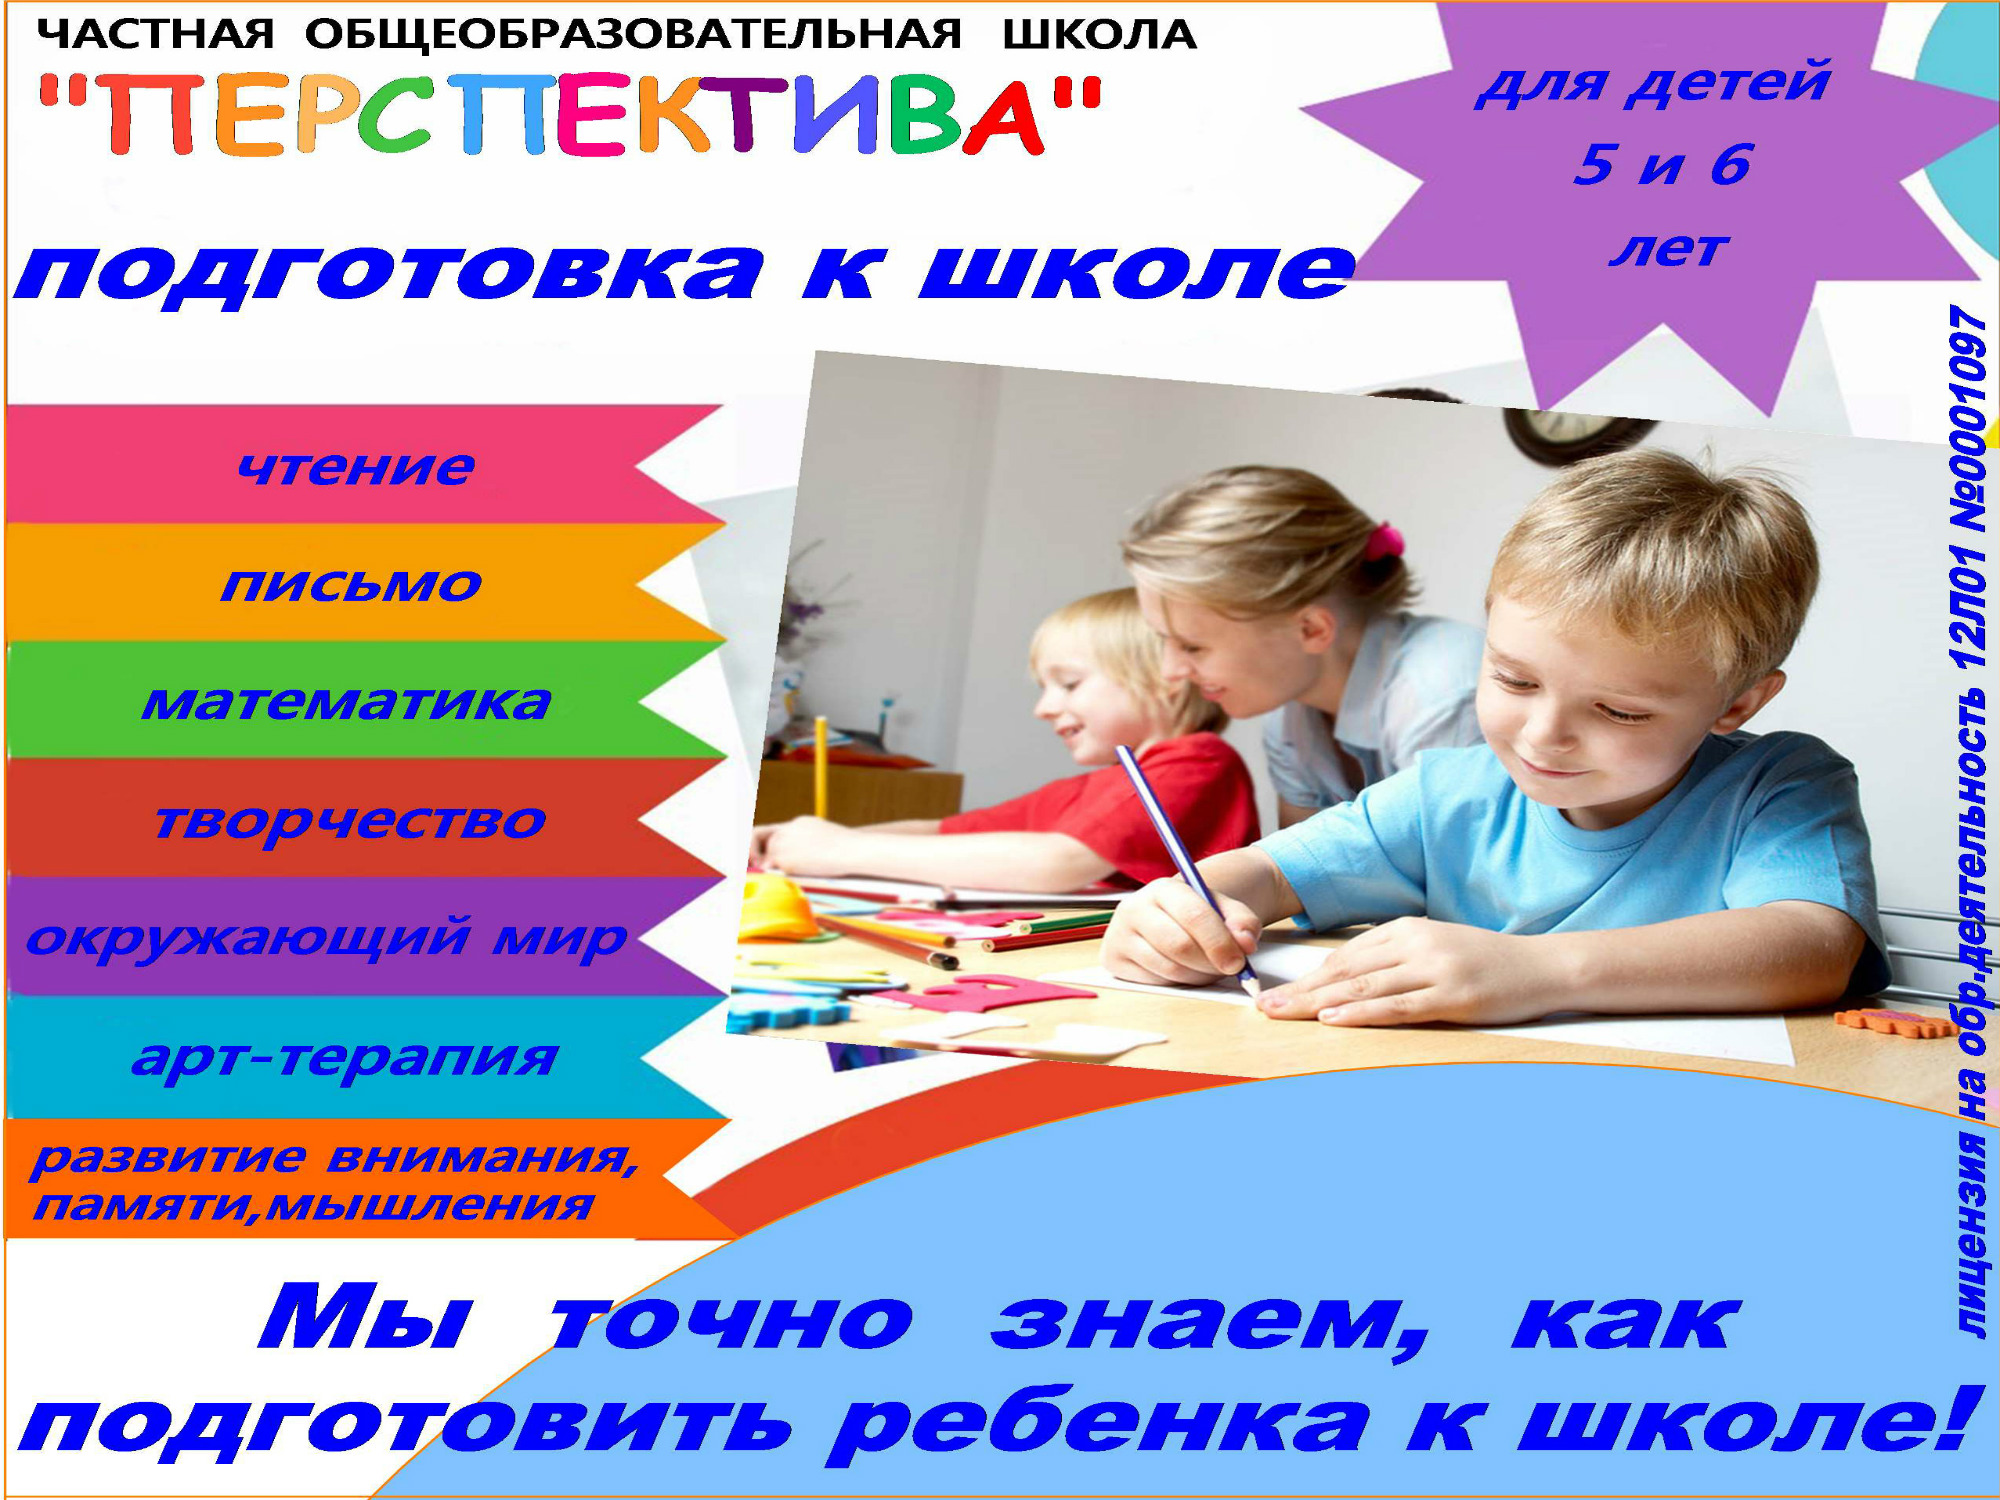 ЧАСТНАЯ ОБЩЕОБРАЗОВАТЕЛЬНАЯ ШКОЛА
"ПЕРСПЕКТИВА"
для детей
5 и 6
лет
подготовка к школе
чтение
письмо
математика
творчество
окружающий мир
арт-терапия
развитие внимания,
памяти,мышления
лицензия на обр.деятельность 12Л01 №0001097
Мы точно знаем, как
подготовить ребенка к школе!